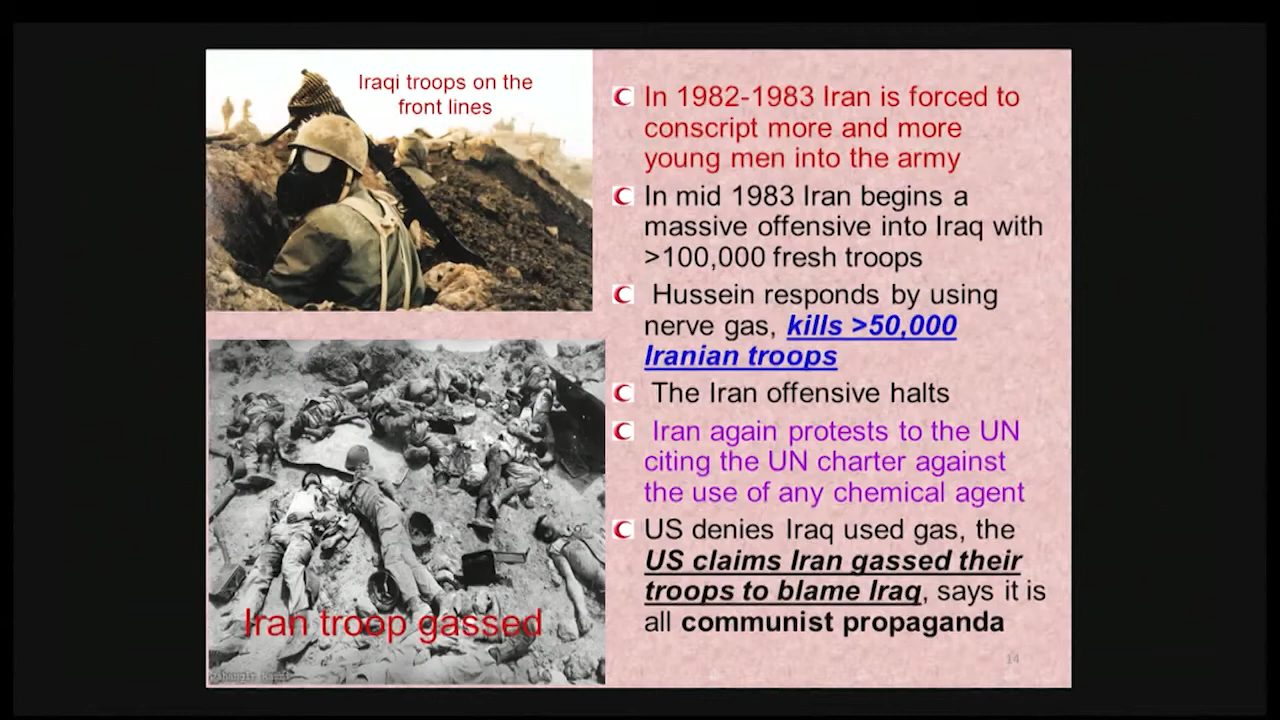 Iraqi troops on the
front lines
In 1982-1983 Iran is forced to
conscript more and more
young men into the army
In mid 1983 Iran begins a
massive offensive into Iraq with
>100,000 fresh troops
Hussein responds by using
nerve gas, kills >50,000
Iranian troops
The Iran offensive halts
Iran again protests to the UN
citing the UN charter against
the use of any chemical agent
US denies Iraq used gas, the
US claims Iran gassed their
troops to blame Iraq, says it is
all communist propaganda
Iran troop gassed
14